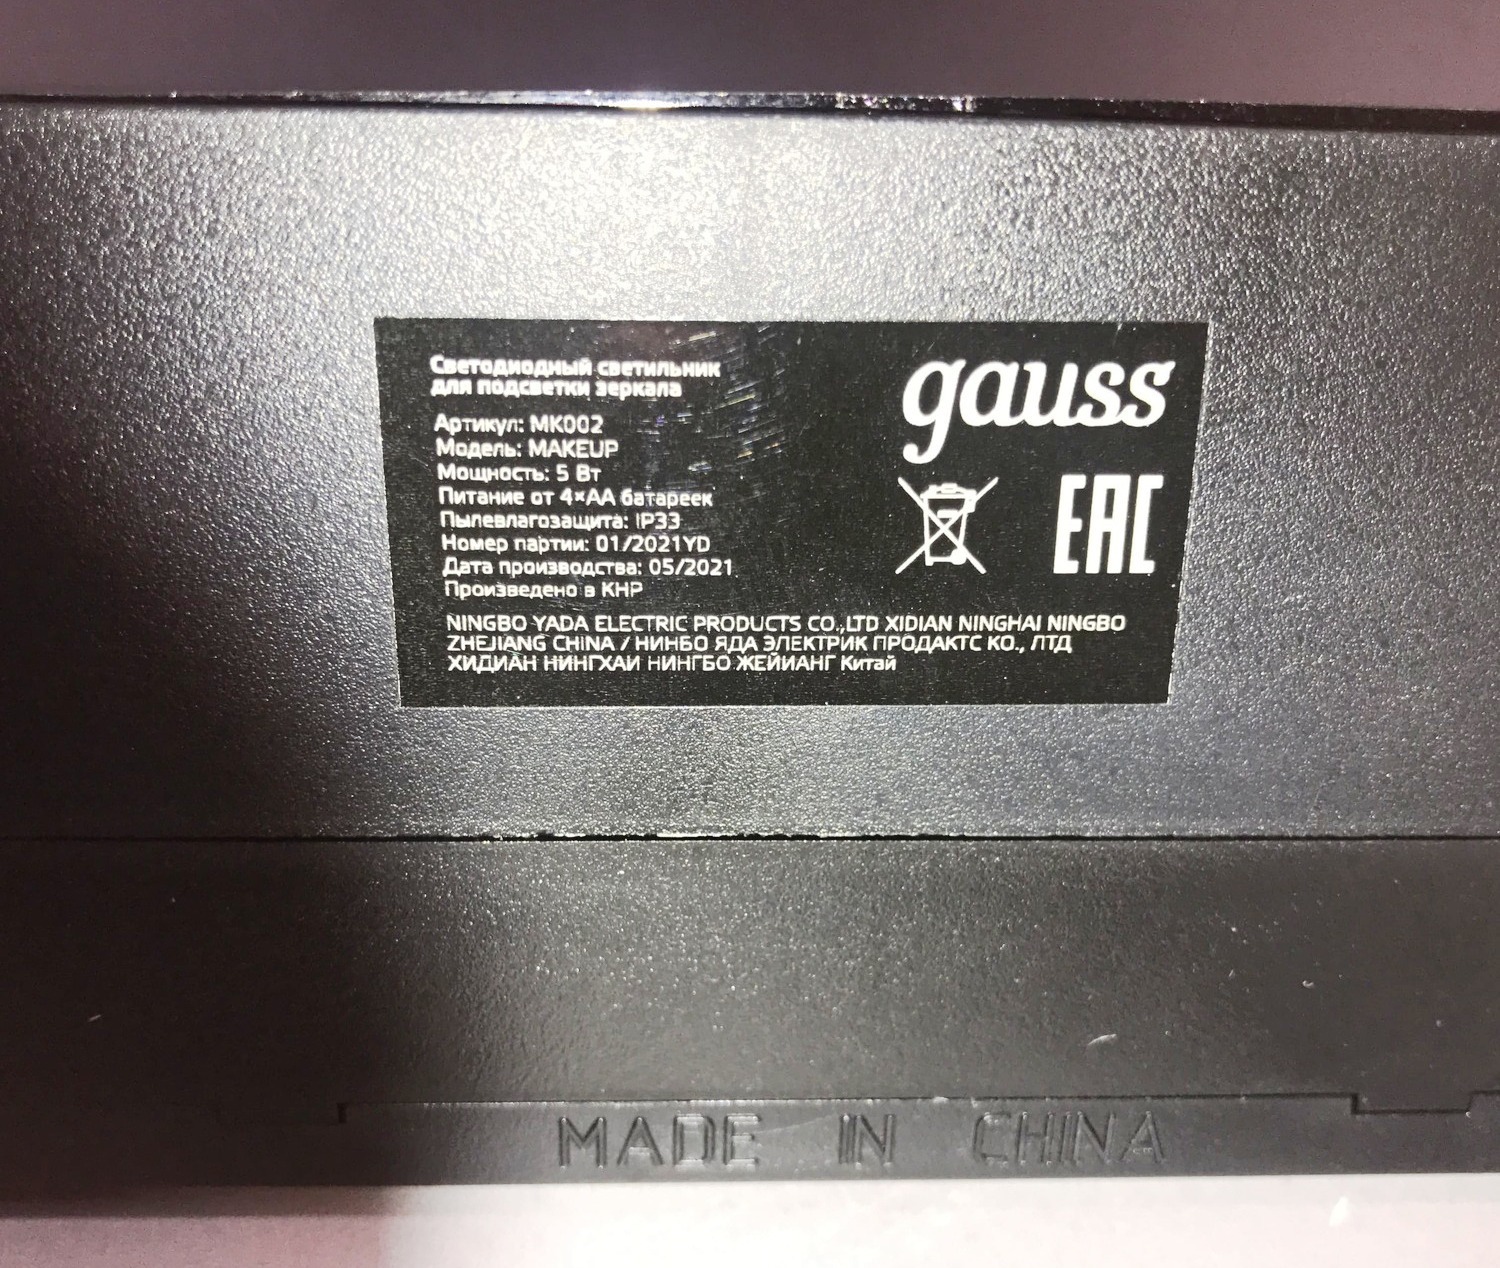 Светодиодный светильник
для подсветки зеркала
Артикул: MK002
Модель: MAKEUP
Мощность: 5 Вт
Питание от 4×АА батареек
Пылевлагозащита: IP33
Номер партии: 01/2021YD
Дата производства: 05/2021
Произведено в КНР
gauss
EAC
NINGBO YADA ELECTRIC PRODUCTS CO.,LTD XIDIAN NINGHAI NINGBO
ZHEJIANG CHINA / НИНБО ЯДА ЭЛЕКТРИК ПРОДАКТС КО., ЛТД
ХИДИАН НИНГХАИ НИНГБО ЖЕЙИАНГ Китай
MADE IN CHINA